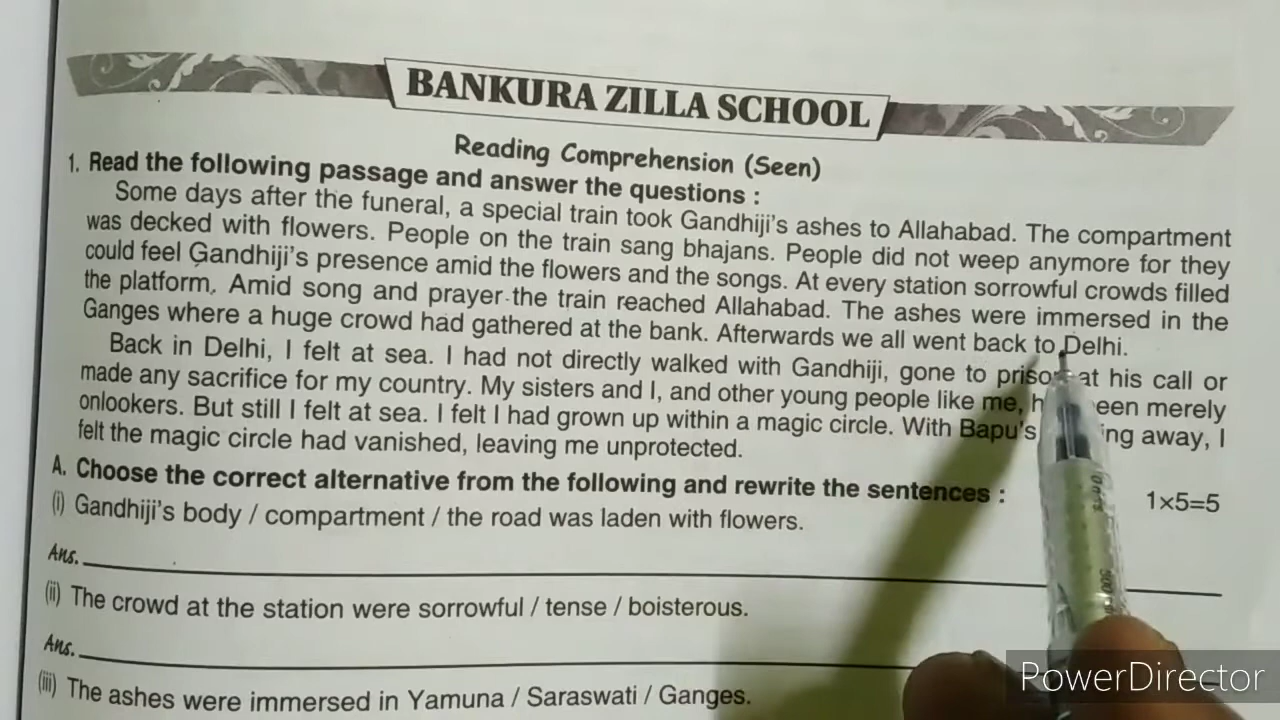 BANKURA ZILLA SCHOOL
Reading Comprehension (Seen)
1. Read the following passage and answer the questions :
Some days after the funeral, a special train took Gandhiji's ashes to Allahabad. The compartment
was decked with flowers. People on the train sang bhajans. People did not weep anymore for they
could feel Gandhiji's presence amid the flowers and the songs. At every station sorrowful crowds filled
the platform. Amid song and prayer the train reached Allahabad. The ashes were immersed in the
Ganges where a huge crowd had gathered at the bank. Afterwards we all went back to Delhi.
Back in Delhi, I felt at sea. I had not directly walked with Gandhiji, gone to prison at his call or
made any sacrifice for my country. My sisters and I, and other young people like me, been merely
onlookers. But still I felt at sea. I felt I had grown up within a magic circle. With Bapu's away, I
felt the magic circle had vanished, leaving me unprotected.
A. Choose the correct alternative from the following and rewrite the sentences : 1×5=5
(i) Gandhiji's body / compartment / the road was laden with flowers.
Ans.
(ii) The crowd at the station were sorrowful / tense / boisterous.
Ans.
(iii) The ashes were immersed in Yamuna / Saraswati / Ganges.
PowerDirector